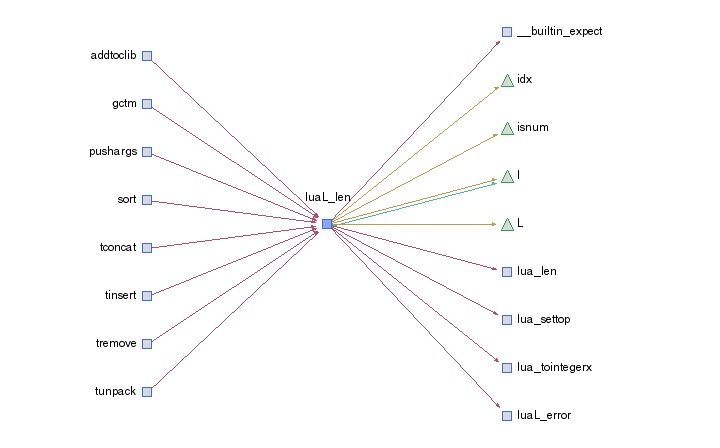 addtoclib
gctm
pushargs
sort
tconcat
tinsert
tremove
tunpack
luaL_len
__builtin_expect
idx
isnum
l
L
lua_len
lua_settop
lua_tointegerx
luaL_error